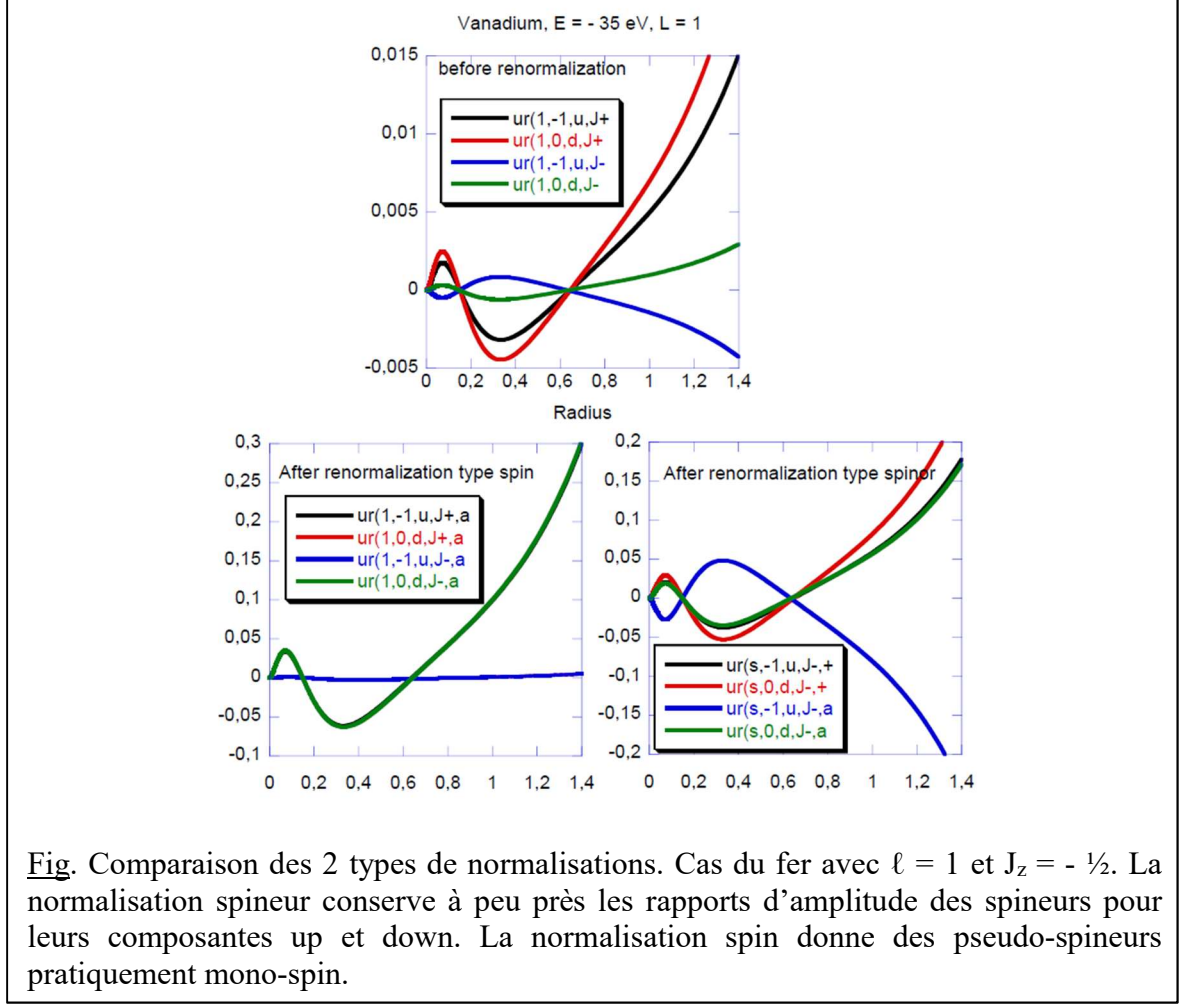 Vanadium, E = - 35 eV, L = 1
0,015
before renormalization
ur(1,-1,u,J+
ur(1,0,d,J+
ur(1,-1,u,J-
ur(1,0,d,J-
0,01
0,005
0
-0,005
0 0,2 0,4 0,6 0,8 1 1,2 1,4
Radius
0,3
After renormalization type spin
0,25
ur(1,-1,u,J+,a
ur(1,0,d,J+,a
ur(1,-1,u,J-,a
ur(1,0,d,J-,a
0,2
0,15
0,1
0,05
0
-0,05
-0,1
0 0,2 0,4 0,6 0,8 1 1,2 1,4
0,2
After renormalization type spinor
0,15
0,1
0,05
0
-0,05
-0,1
-0,15
-0,2
ur(s,-1,u,J-,+
ur(s,0,d,J-,+
ur(s,-1,u,J-,a
ur(s,0,d,J-,a
0 0,2 0,4 0,6 0,8 1 1,2 1,4
Fig. Comparaison des 2 types de normalisations. Cas du fer avec ℓ = 1 et J_z = - ½. La
normalisation spineur conserve à peu près les rapports d’amplitude des spineurs pour
leurs composantes up et down. La normalisation spin donne des pseudo-spineurs
pratiquement mono-spin.